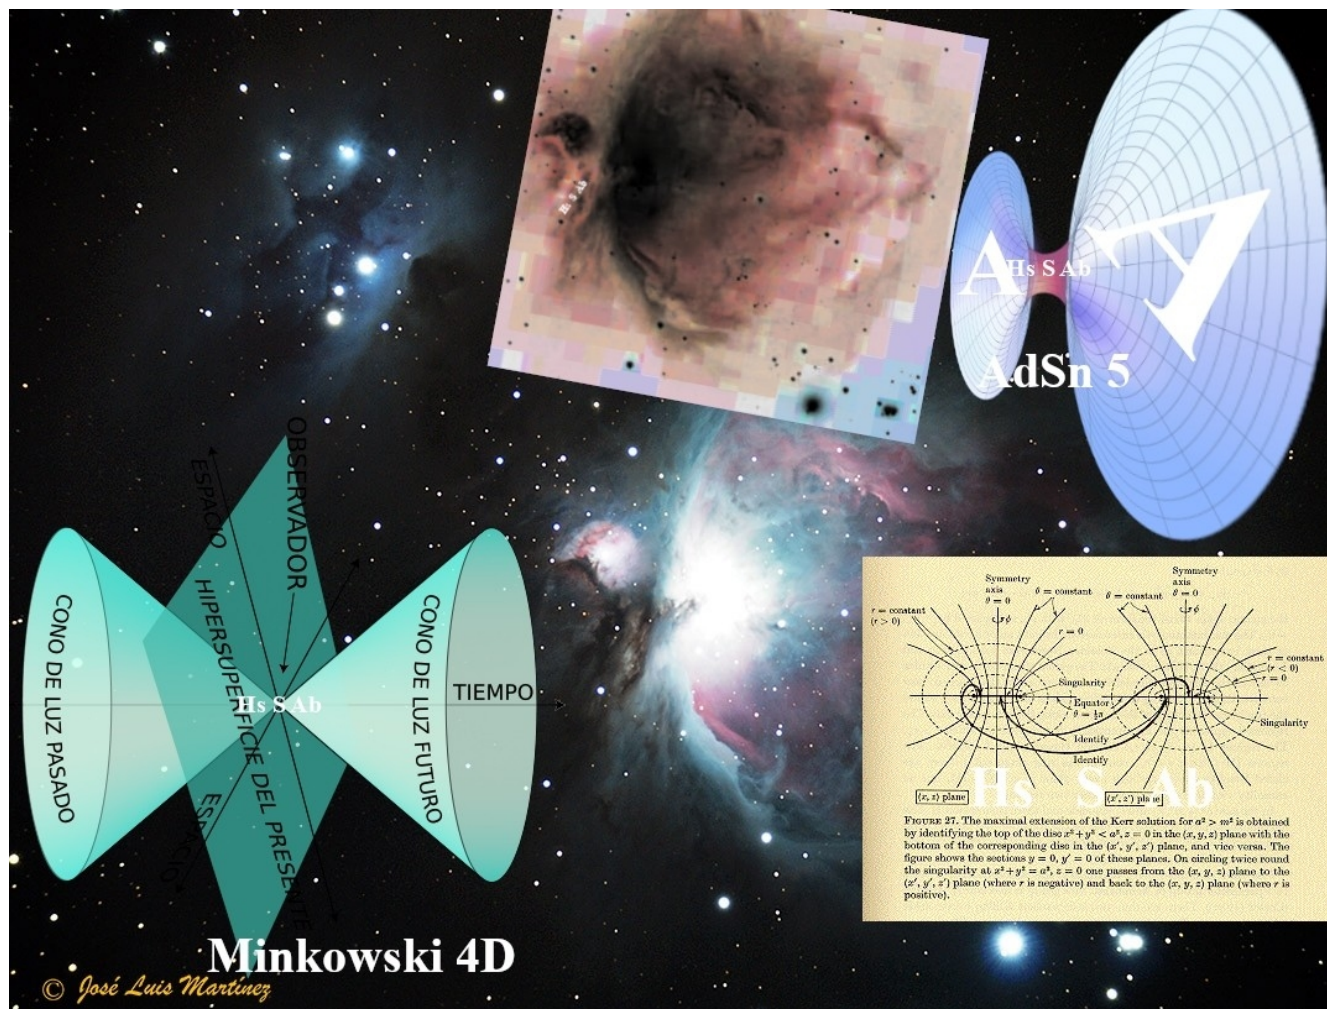 Hs S Ab
A
Hs S Ab
A
AdSn 5
OBSERVADOR
ESPACIO
HIPERSUPERFICIE DEL PRESENTE
CONO DE LUZ PASADO
CONO DE LUZ FUTURO
TIEMPO
Hs S Ab
ESPACIO
Minkowski 4D
© José Luis Martínez
Symmetry
axis
θ = 0
θ = constant
θ = constant
Symmetry
axis
θ = 0
r = constant
(r > 0)
ϕ
ϕ
r = 0
r = constant
(r < 0)
r = 0
Singularity
Equator
θ = ½π
Singularity
Identify
Identify
(x, z) plane
(x', z') plane
Hs S Ab
FIGURE 27. The maximal extension of the Kerr solution for a² > m² is obtained
by identifying the top of the disc x² + y² < a², z = 0 in the (x, y, z) plane with the
bottom of the corresponding disc in the (x', y', z') plane, and vice versa. The
figure shows the sections y = 0, y' = 0 of these planes. On circling twice round
the singularity at x² + y² = a², z = 0 one passes from the (x, y, z) plane to the
(x', y', z') plane (where r is negative) and back to the (x, y, z) plane (where r is
positive).